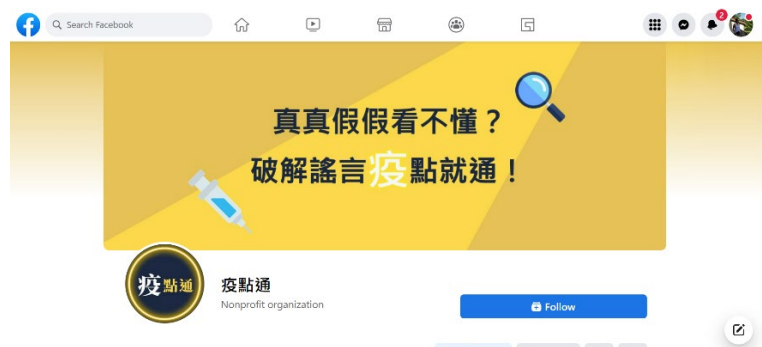 Search Facebook
2
真真假假看不懂？
破解謠言疫點就通！
疫點通
疫點通
Nonprofit organization
Follow